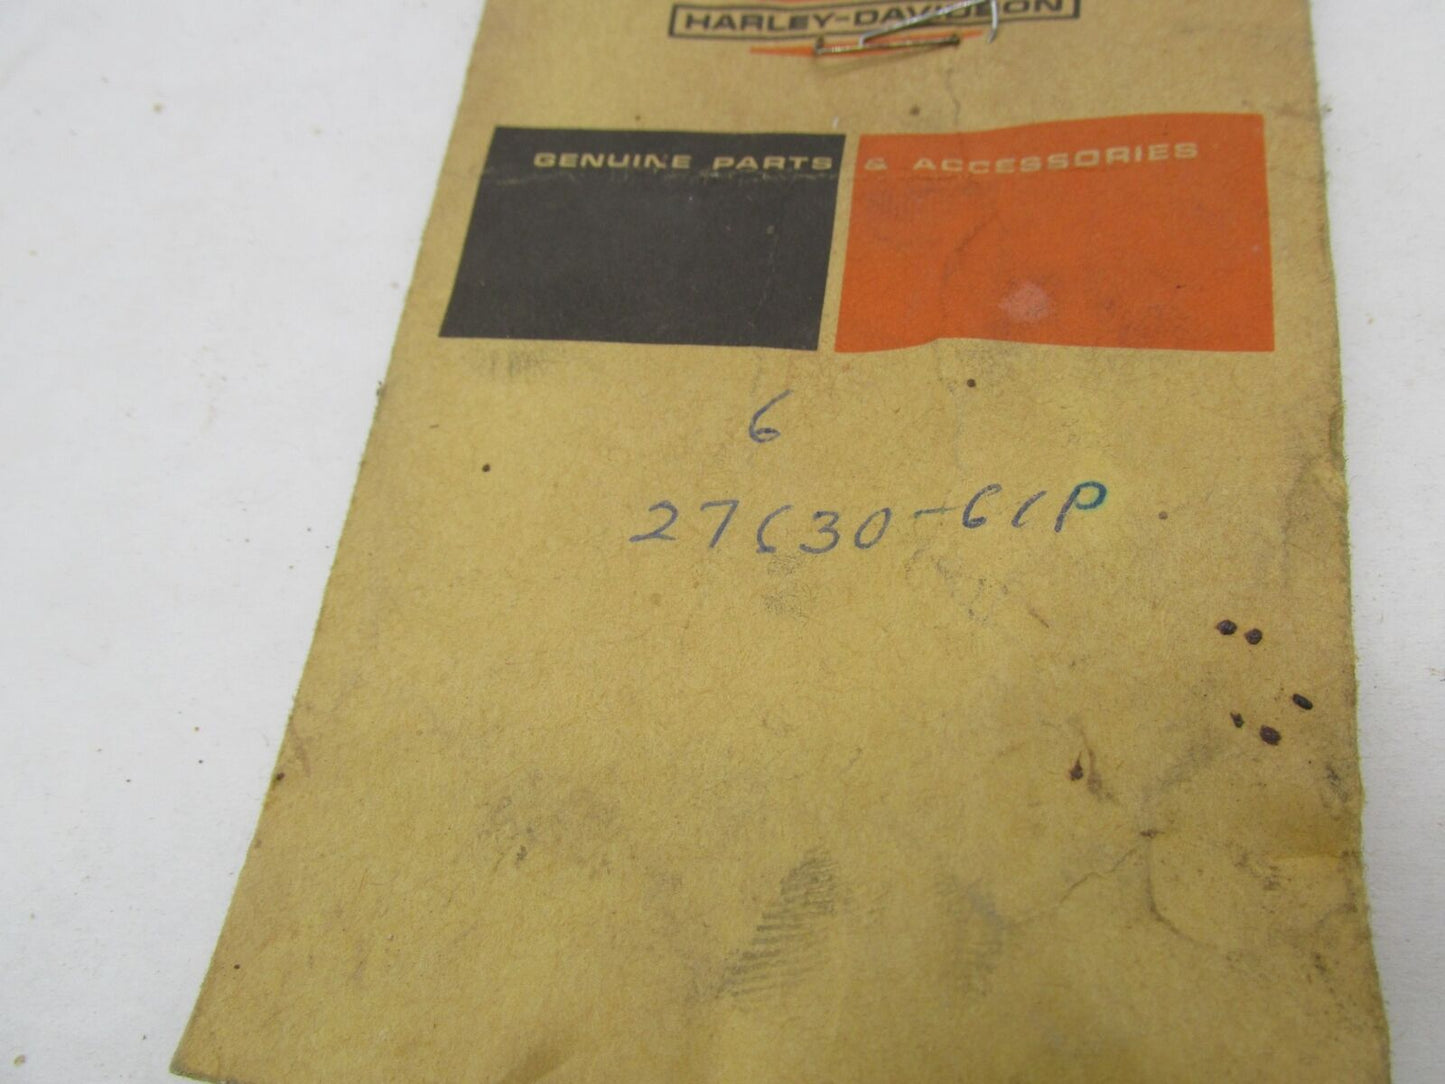 HARLEY-DAVIDSON
GENUINE PARTS & ACCESSORIES
6
27630-61P